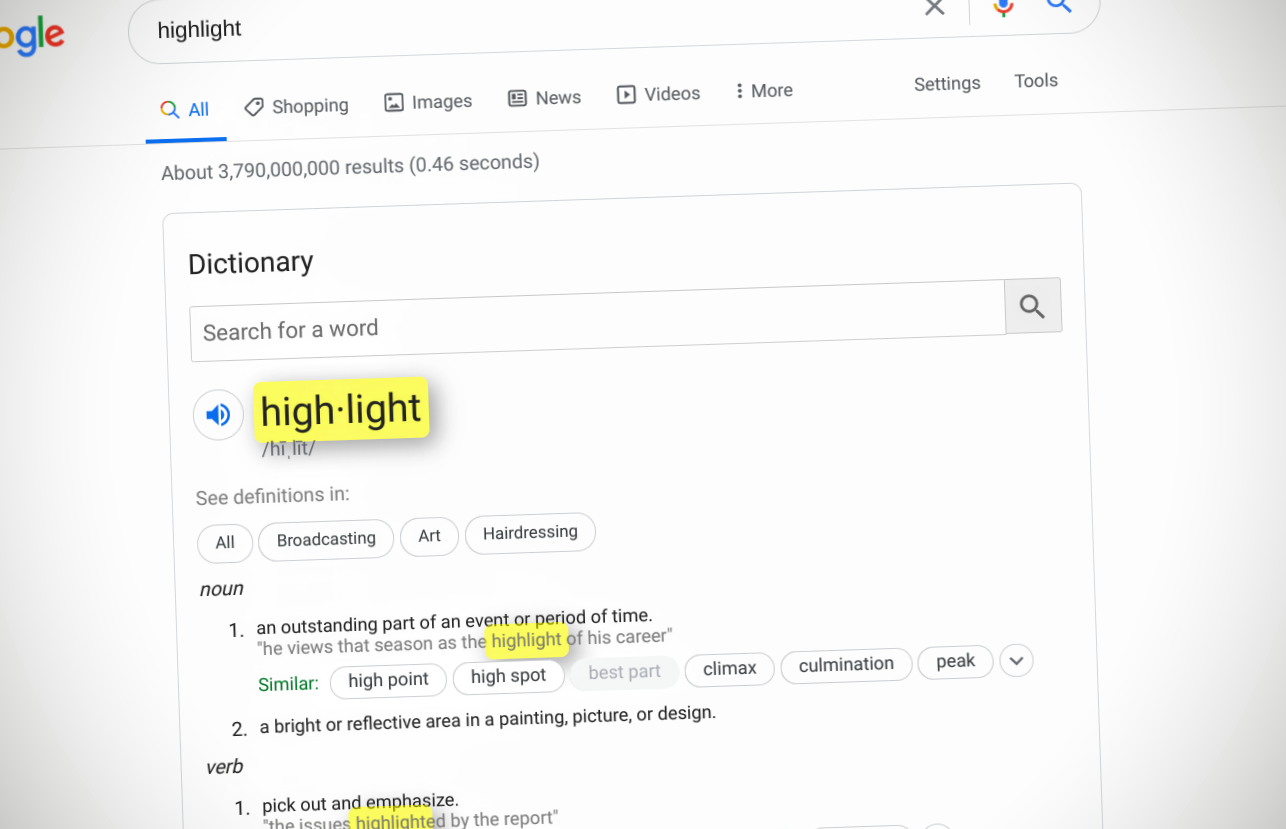 ogle
highlight
All Shopping Images News Videos More Settings Tools
About 3,790,000,000 results (0.46 seconds)
Dictionary
Search for a word
high·light
/ˈhīˌlīt/
See definitions in:
All Broadcasting Art Hairdressing
noun
1. an outstanding part of an event or period of time.
"he views that season as the highlight of his career"
Similar: high point high spot best part climax culmination peak
2. a bright or reflective area in a painting, picture, or design.
verb
1. pick out and emphasize.
"the issues highlighted by the report"